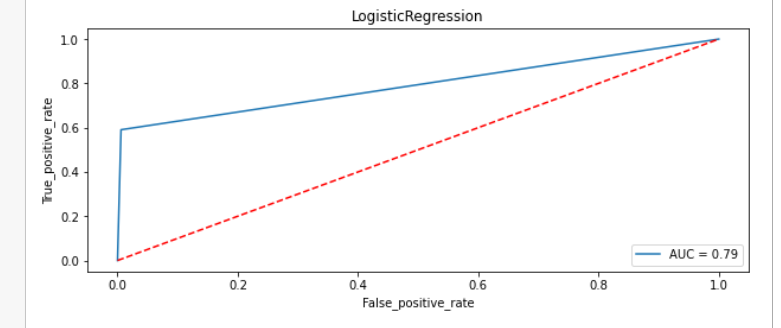 LogisticRegression
1.0
0.8
0.6
0.4
0.2
0.0
True_positive_rate
AUC = 0.79
0.0 0.2 0.4 0.6 0.8 1.0
False_positive_rate